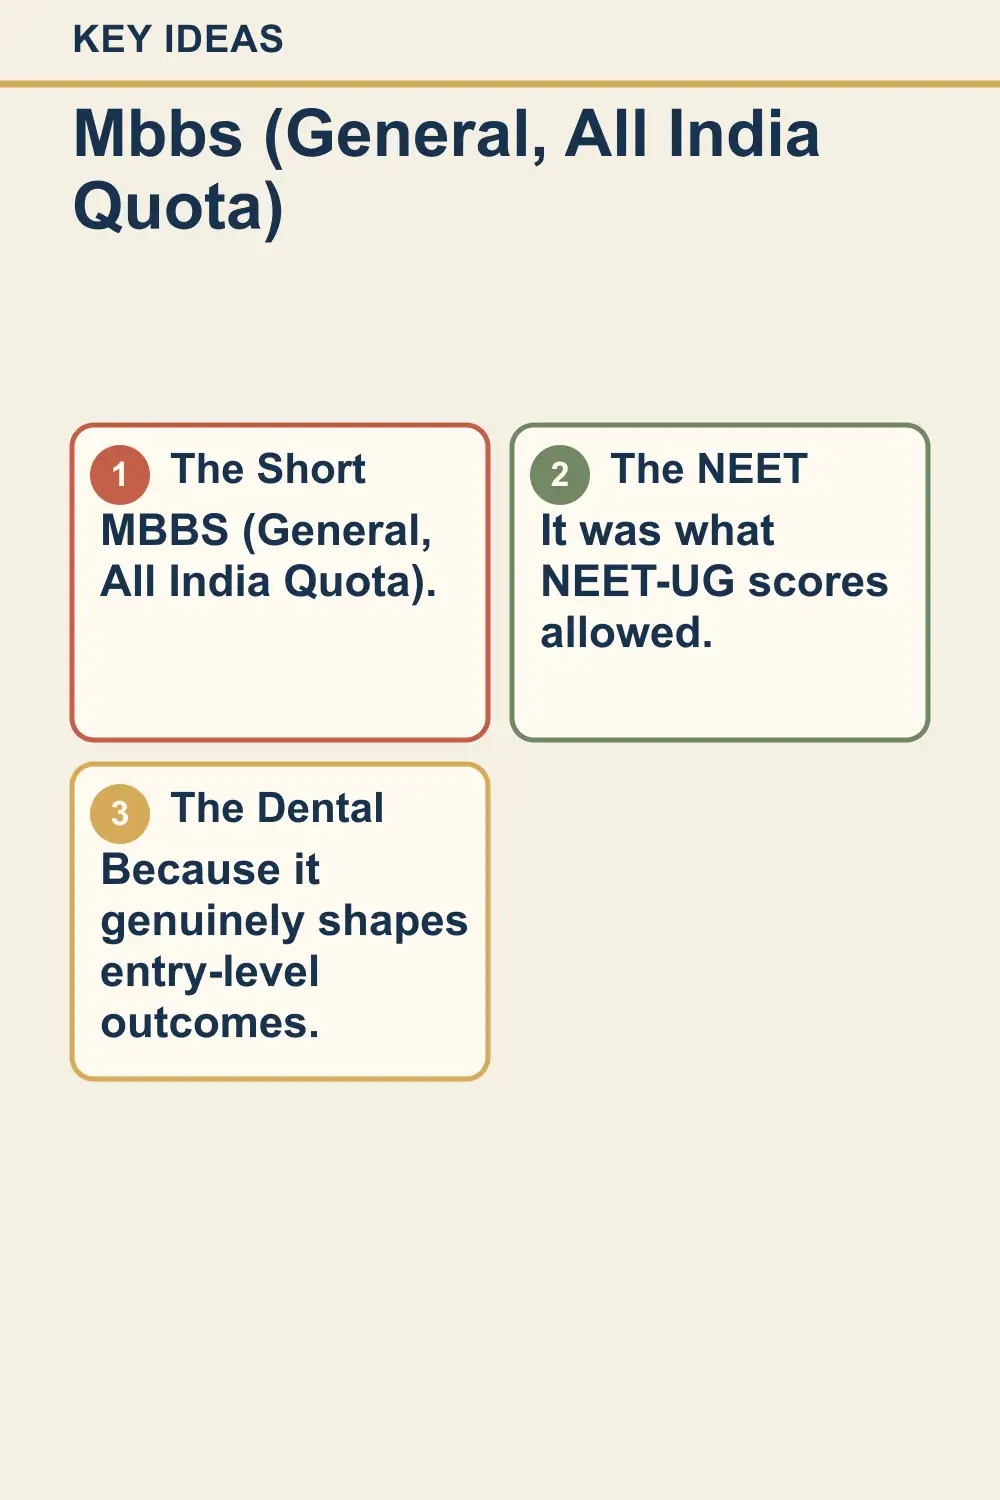 KEY IDEAS
Mbbs (General, All India
Quota)
1 The Short
MBBS (General,
All India Quota).
2 The NEET
It was what
NEET-UG scores
allowed.
3 The Dental
Because it
genuinely shapes
entry-level
outcomes.